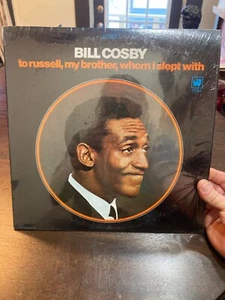 BILL COSBY
to russell, my brother, whom i slept with